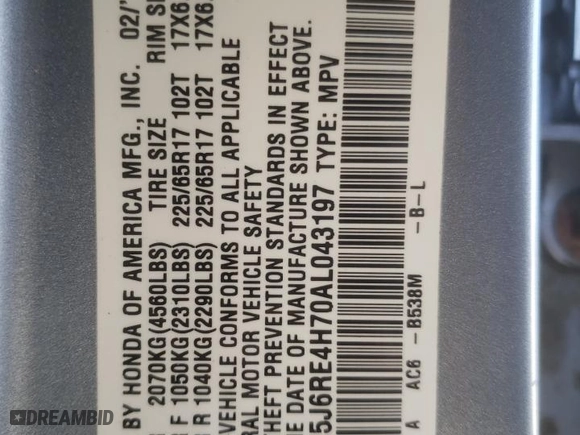 BY HONDA OF AMERICA MFG., INC. 02/
2070KG(4560LBS) TIRE SIZE RIM SI
F 1050KG(2310LBS) 225/65R17 102T 17X6.
R 1040KG(2290LBS) 225/65R17 102T 17X6.
VEHICLE CONFORMS TO ALL APPLICABLE
RAL MOTOR VEHICLE SAFETY
THEFT PREVENTION STANDARDS IN EFFECT
HE DATE OF MANUFACTURE SHOWN ABOVE.
5J6RE4H70AL043197 TYPE: MPV
A AC6 -B538M -B-L
DREAMBID